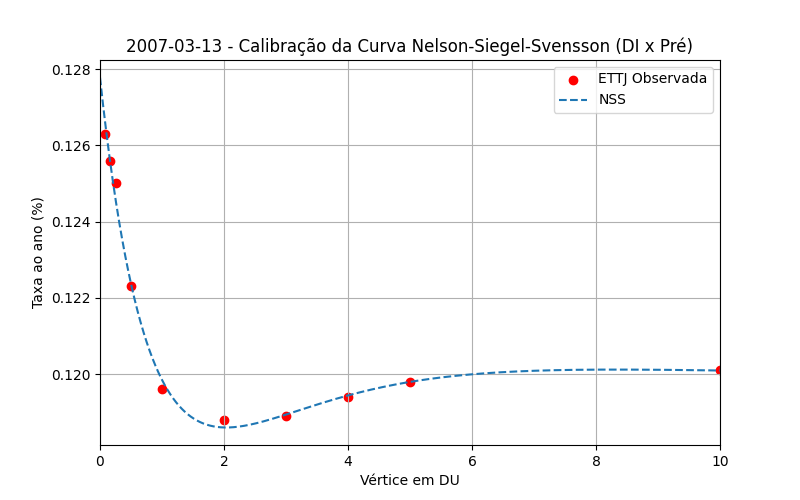 2007-03-13 - Calibração da Curva Nelson-Siegel-Svensson (DI x Pré)
ETTJ Observada
NSS
Taxa ao ano (%)
0.128
0.126
0.124
0.122
0.120
0 2 4 6 8 10
Vértice em DU